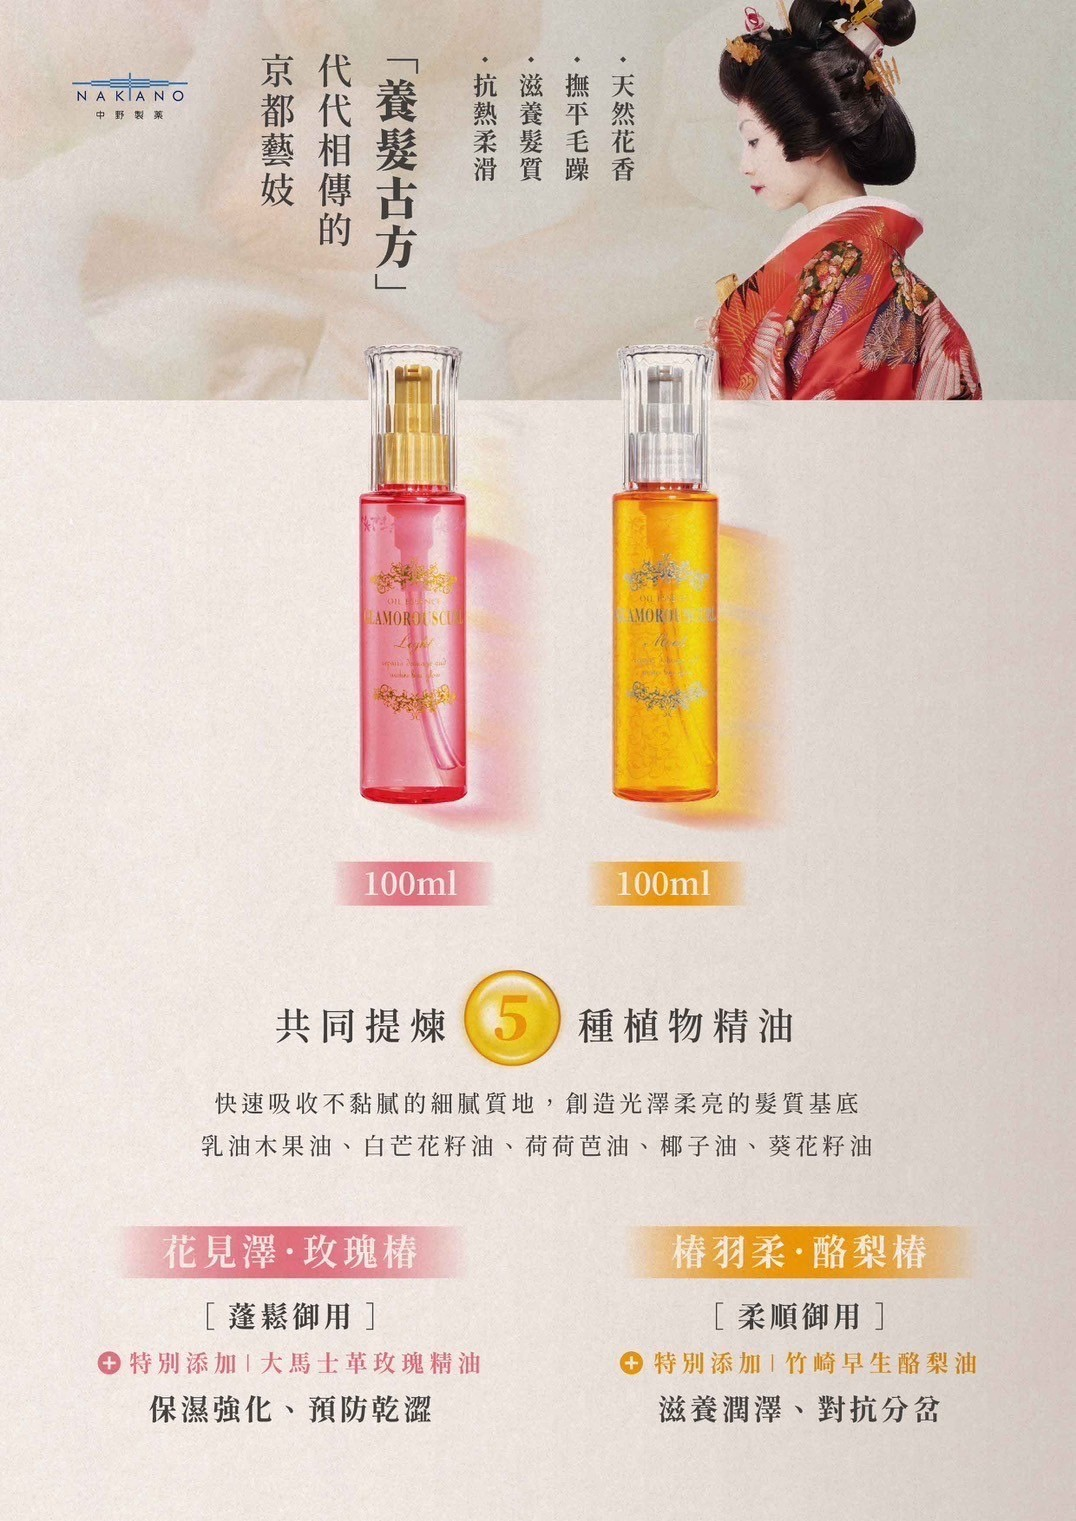 NAKANO
中野製薬
京都藝妓
代代相傳的
「養髮古方」
・抗熱柔滑
・滋養髮質
・撫平毛躁
・天然花香
Light
100ml
100ml
共同提煉 5 種植物精油
快速吸收不黏膩的細膩質地，創造光澤柔亮的髮質基底
乳油木果油、白芒花籽油、荷荷芭油、椰子油、葵花籽油
花見澤·玫瑰椿
［ 蓬鬆御用 ］
特別添加|大馬士革玫瑰精油
保濕強化、預防乾澀
椿羽柔·酪梨椿
［ 柔順御用 ］
特別添加|竹崎早生酪梨油
滋養潤澤、對抗分岔